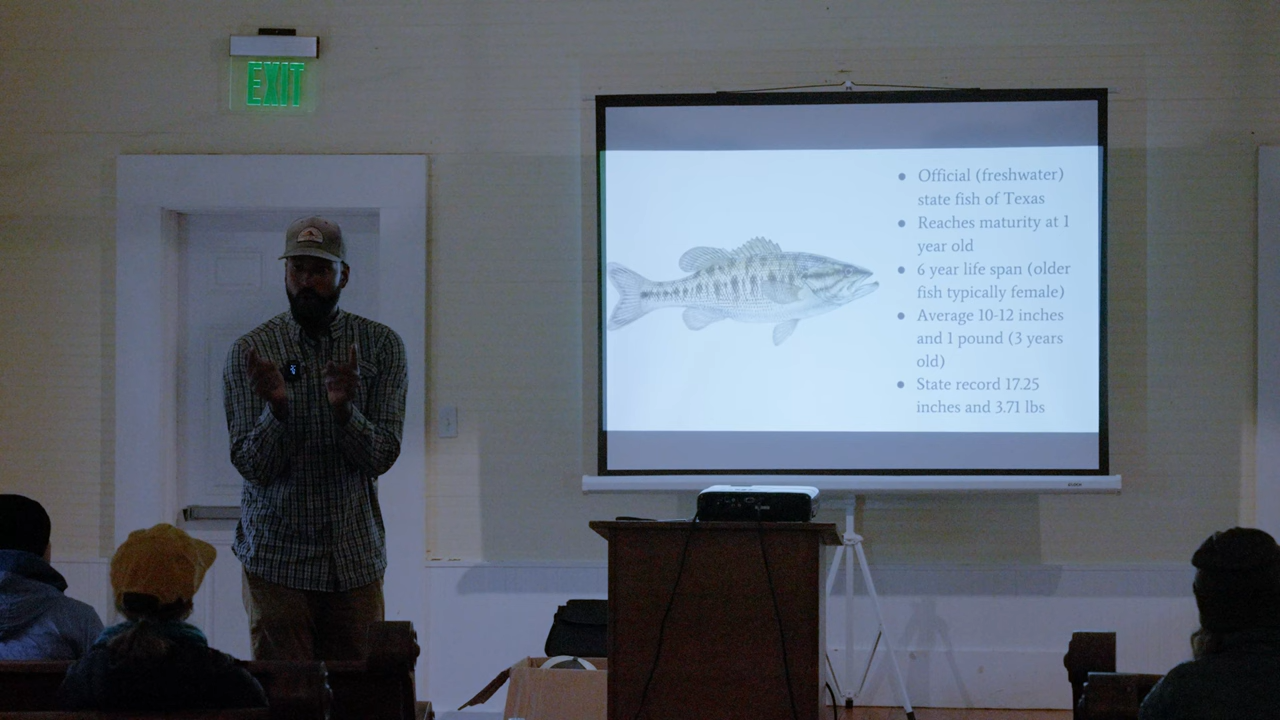 EXIT
● Official (freshwater)
state fish of Texas
● Reaches maturity at 1
year old
● 6 year life span (older
fish typically female)
● Average 10-12 inches
and 1 pound (3 years
old)
● State record 17.25
inches and 3.71 lbs